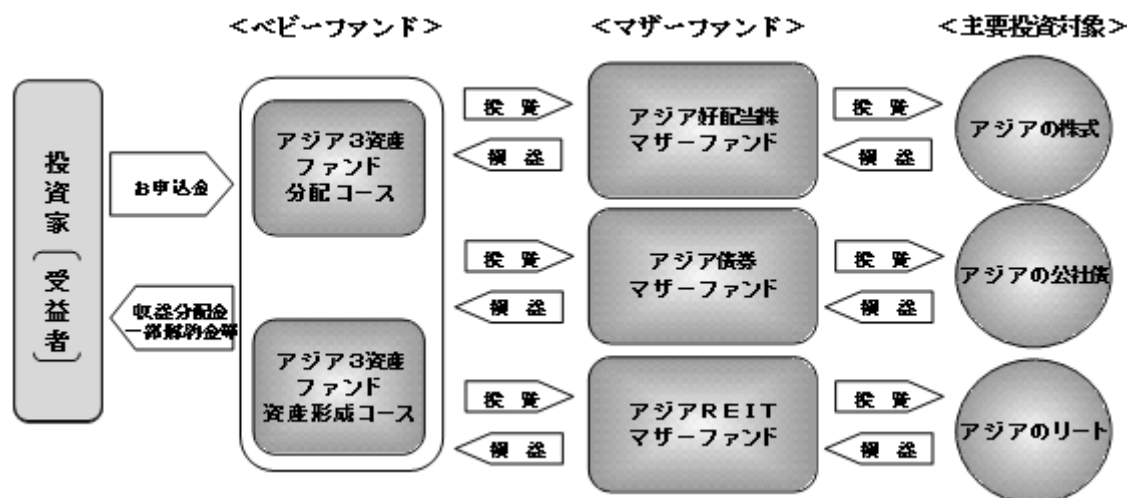 ＜ベビーファンド＞
＜マザーファンド＞
＜主要投資対象＞
投資家
〔受益者〕
お申込金
収益分配金
一部解約金等
アジア３資産
ファンド
分配コース
アジア３資産
ファンド
資産形成コース
投資
損益
投資
損益
投資
損益
アジア好配当株
マザーファンド
アジア債券
マザーファンド
アジアＲＥＩＴ
マザーファンド
投資
損益
投資
損益
投資
損益
アジアの株式
アジアの公社債
アジアのリート